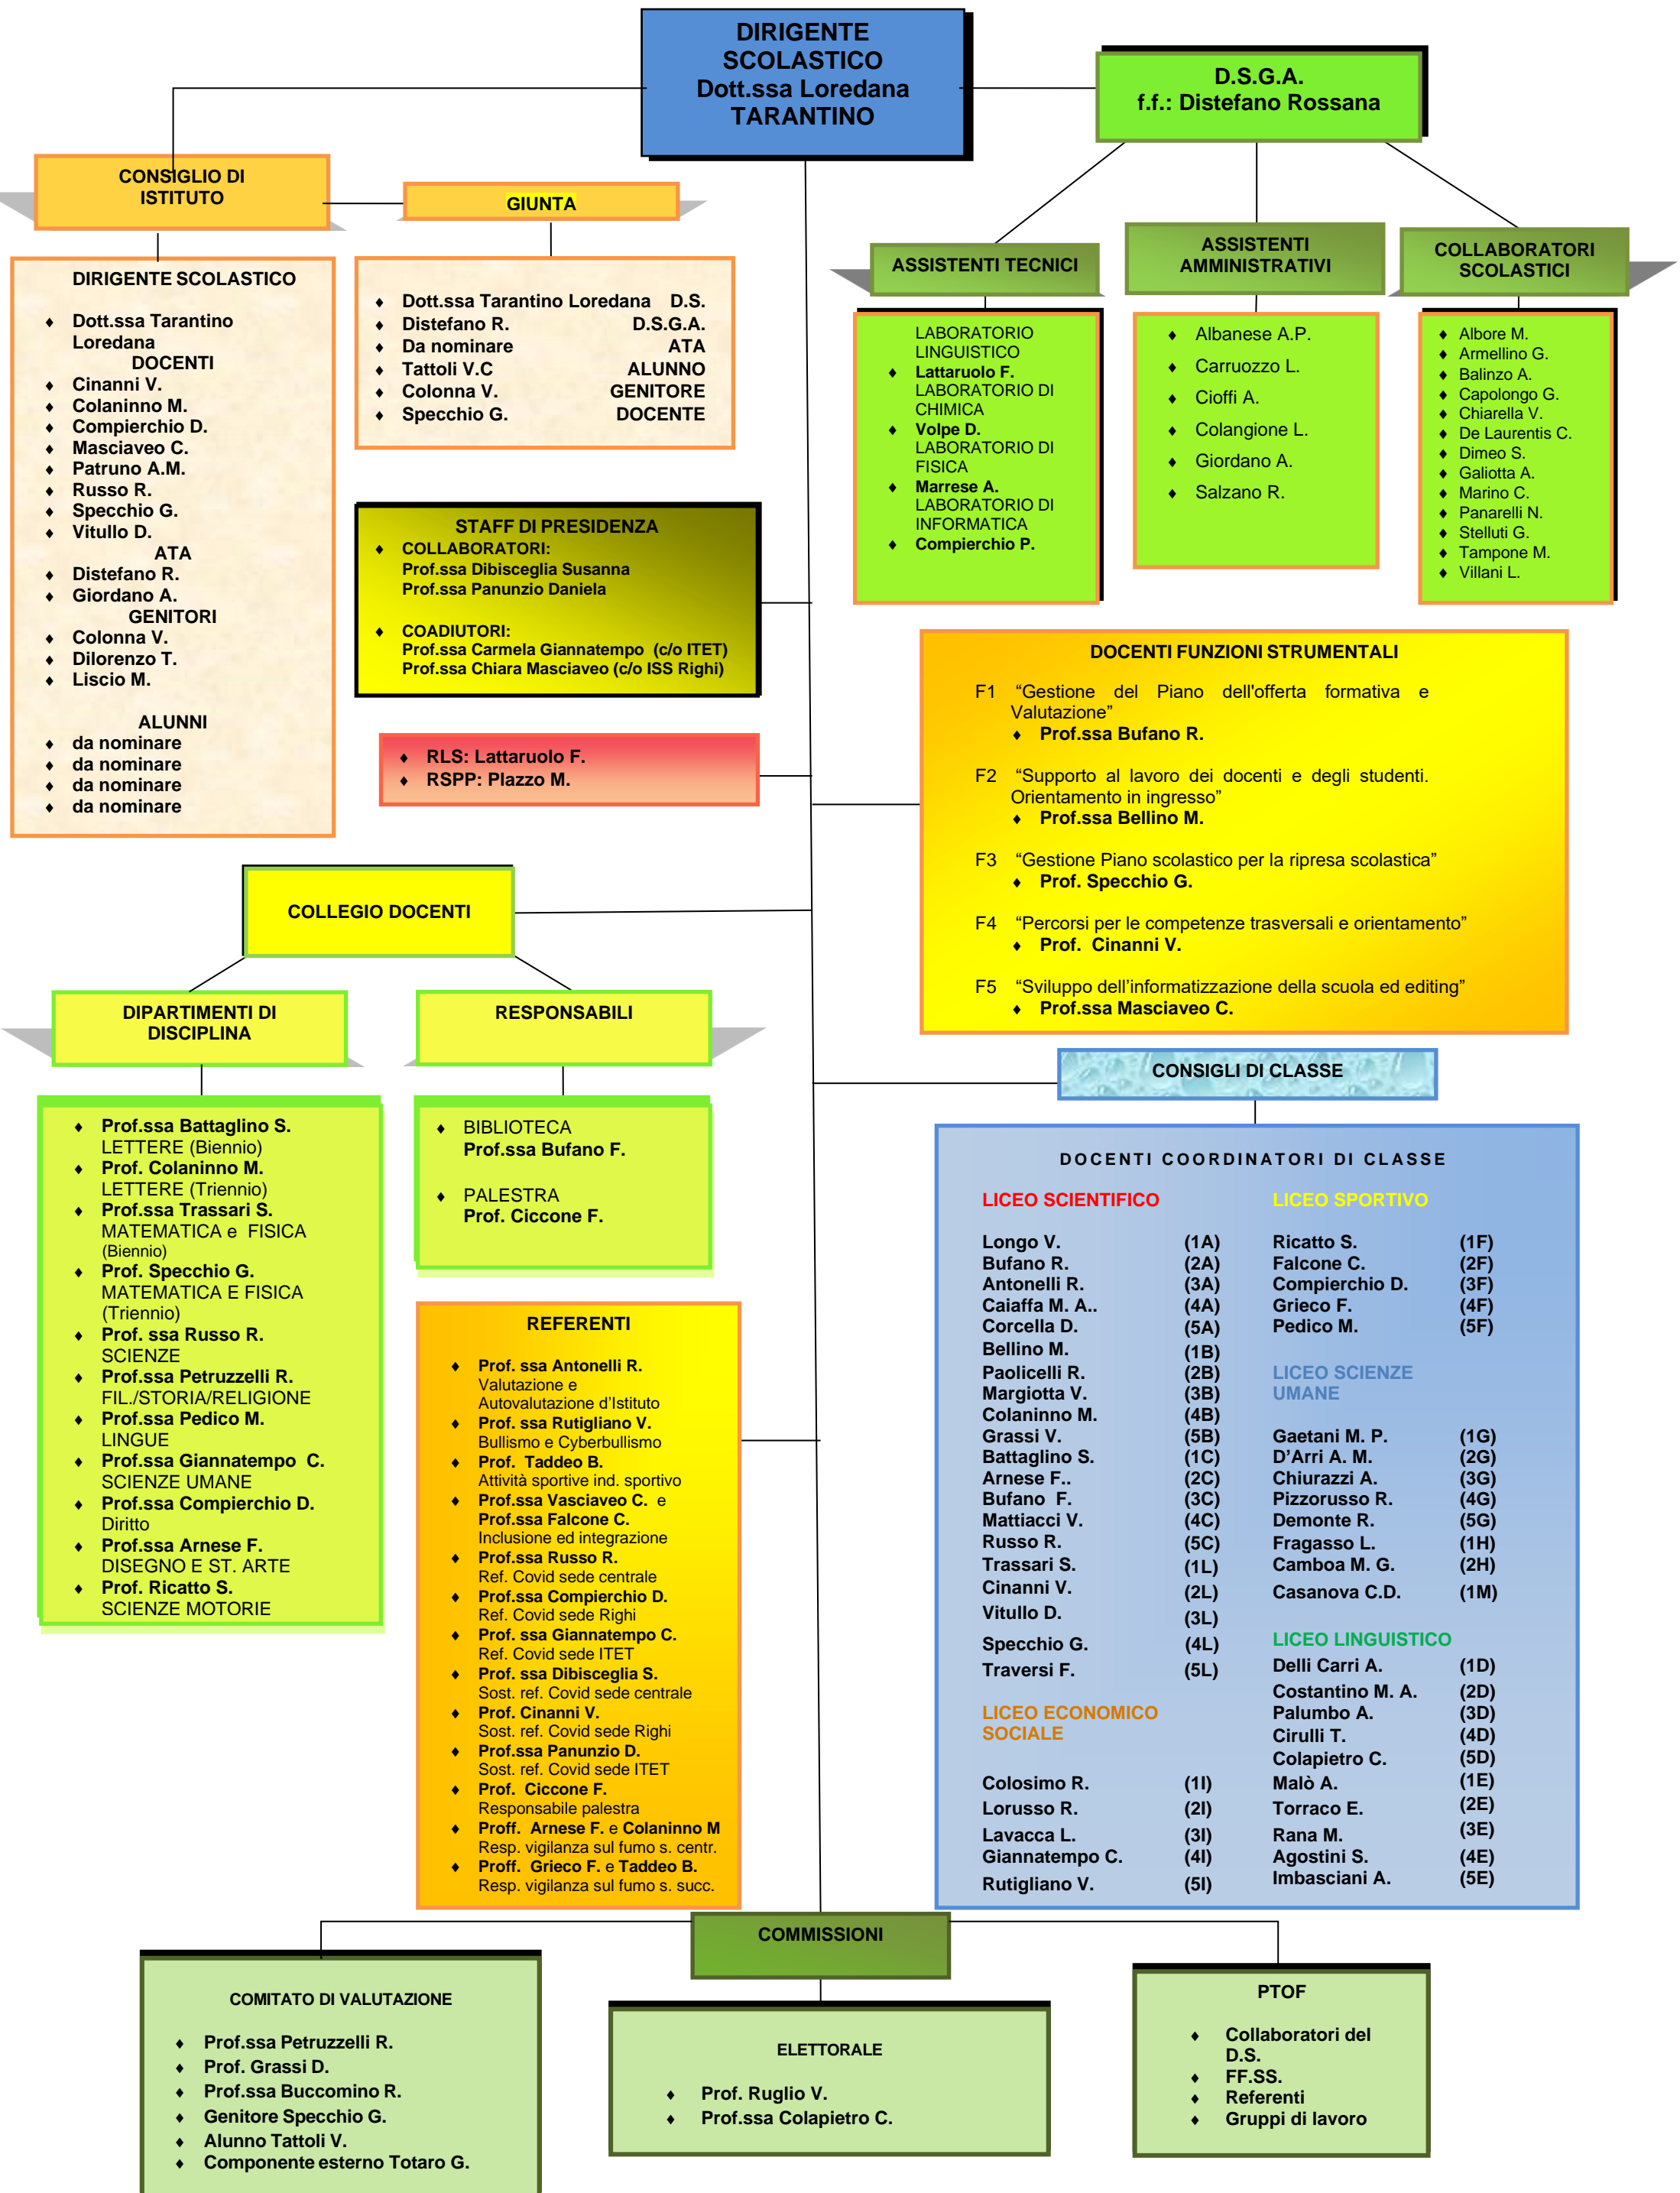 DIRIGENTE
SCOLASTICO
Dott.ssa Loredana
TARANTINO
D.S.G.A.
f.f.: Distefano Rossana
CONSIGLIO DI
ISTITUTO
GIUNTA
DIRIGENTE SCOLASTICO
♦ Dott.ssa Tarantino
Loredana
DOCENTI
♦ Cinanni V.
♦ Colaninno M.
♦ Compierchio D.
♦ Masciaveo C.
♦ Patruno A.M.
♦ Russo R.
♦ Specchio G.
♦ Vitullo D.
ATA
♦ Distefano R.
♦ Giordano A.
GENITORI
♦ Colonna V.
♦ Dilorenzo T.
♦ Liscio M.
ALUNNI
♦ da nominare
♦ da nominare
♦ da nominare
♦ da nominare
♦ Dott.ssa Tarantino Loredana D.S.
♦ Distefano R. D.S.G.A.
♦ Da nominare ATA
♦ Tattoli V.C ALUNNO
♦ Colonna V. GENITORE
♦ Specchio G. DOCENTE
ASSISTENTI TECNICI
LABORATORIO
LINGUISTICO
♦ Lattaruolo F.
LABORATORIO DI
CHIMICA
♦ Volpe D.
LABORATORIO DI
FISICA
♦ Marrese A.
LABORATORIO DI
INFORMATICA
♦ Compierchio P.
ASSISTENTI
AMMINISTRATIVI
♦ Albanese A.P.
♦ Carruozzo L.
♦ Cioffi A.
♦ Colangione L.
♦ Giordano A.
♦ Salzano R.
COLLABORATORI
SCOLASTICI
♦ Albore M.
♦ Armellino G.
♦ Balinzo A.
♦ Capolongo G.
♦ Chiarella V.
♦ De Laurentis C.
♦ Dimeo S.
♦ Galiotta A.
♦ Marino C.
♦ Panarelli N.
♦ Stelluti G.
♦ Tampone M.
♦ Villani L.
STAFF DI PRESIDENZA
♦ COLLABORATORI:
Prof.ssa Dibisceglia Susanna
Prof.ssa Panunzio Daniela
♦ COADIUTORI:
Prof.ssa Carmela Giannatempo (c/o ITET)
Prof.ssa Chiara Masciaveo (c/o ISS Righi)
♦ RLS: Lattaruolo F.
♦ RSPP: Plazzo M.
DOCENTI FUNZIONI STRUMENTALI
F1 “Gestione del Piano dell'offerta formativa e
Valutazione”
♦ Prof.ssa Bufano R.
F2 “Supporto al lavoro dei docenti e degli studenti.
Orientamento in ingresso”
♦ Prof.ssa Bellino M.
F3 “Gestione Piano scolastico per la ripresa scolastica”
♦ Prof. Specchio G.
F4 “Percorsi per le competenze trasversali e orientamento”
♦ Prof. Cinanni V.
F5 “Sviluppo dell’informatizzazione della scuola ed editing”
♦ Prof.ssa Masciaveo C.
COLLEGIO DOCENTI
DIPARTIMENTI DI
DISCIPLINA
RESPONSABILI
♦ Prof.ssa Battaglino S.
LETTERE (Biennio)
♦ Prof. Colaninno M.
LETTERE (Triennio)
♦ Prof.ssa Trassari S.
MATEMATICA e FISICA
(Biennio)
♦ Prof. Specchio G.
MATEMATICA E FISICA
(Triennio)
♦ Prof. ssa Russo R.
SCIENZE
♦ Prof.ssa Petruzzelli R.
FIL./STORIA/RELIGIONE
♦ Prof.ssa Pedico M.
LINGUE
♦ Prof.ssa Giannatempo C.
SCIENZE UMANE
♦ Prof.ssa Compierchio D.
Diritto
♦ Prof.ssa Arnese F.
DISEGNO E ST. ARTE
♦ Prof. Ricatto S.
SCIENZE MOTORIE
♦ BIBLIOTECA
Prof.ssa Bufano F.
♦ PALESTRA
Prof. Ciccone F.
REFERENTI
♦ Prof. ssa Antonelli R.
Valutazione e
Autovalutazione d’Istituto
♦ Prof. ssa Rutigliano V.
Bullismo e Cyberbullismo
♦ Prof. Taddeo B.
Attività sportive ind. sportivo
♦ Prof.ssa Vasciaveo C. e
Prof.ssa Falcone C.
Inclusione ed integrazione
♦ Prof.ssa Russo R.
Ref. Covid sede centrale
♦ Prof.ssa Compierchio D.
Ref. Covid sede Righi
♦ Prof. ssa Giannatempo C.
Ref. Covid sede ITET
♦ Prof. ssa Dibisceglia S.
Sost. ref. Covid sede centrale
♦ Prof. Cinanni V.
Sost. ref. Covid sede Righi
♦ Prof.ssa Panunzio D.
Sost. ref. Covid sede ITET
♦ Prof. Ciccone F.
Responsabile palestra
♦ Proff. Arnese F. e Colaninno M
Resp. vigilanza sul fumo s. centr.
♦ Proff. Grieco F. e Taddeo B.
Resp. vigilanza sul fumo s. succ.
CONSIGLI DI CLASSE
DOCENTI COORDINATORI DI CLASSE
LICEO SCIENTIFICO
Longo V. (1A)
Bufano R. (2A)
Antonelli R. (3A)
Caiaffa M. A.. (4A)
Corcella D. (5A)
Bellino M. (1B)
Paolicelli R. (2B)
Margiotta V. (3B)
Colaninno M. (4B)
Grassi V. (5B)
Battaglino S. (1C)
Arnese F.. (2C)
Bufano F. (3C)
Mattiacci V. (4C)
Russo R. (5C)
Trassari S. (1L)
Cinanni V. (2L)
Vitullo D. (3L)
Specchio G. (4L)
Traversi F. (5L)
LICEO ECONOMICO
SOCIALE
Colosimo R. (1I)
Lorusso R. (2I)
Lavacca L. (3I)
Giannatempo C. (4I)
Rutigliano V. (5I)
LICEO SPORTIVO
Ricatto S. (1F)
Falcone C. (2F)
Compierchio D. (3F)
Grieco F. (4F)
Pedico M. (5F)
LICEO SCIENZE
UMANE
Gaetani M. P. (1G)
D’Arri A. M. (2G)
Chiurazzi A. (3G)
Pizzorusso R. (4G)
Demonte R. (5G)
Fragasso L. (1H)
Camboa M. G. (2H)
Casanova C.D. (1M)
LICEO LINGUISTICO
Delli Carri A. (1D)
Costantino M. A. (2D)
Palumbo A. (3D)
Cirulli T. (4D)
Colapietro C. (5D)
Malò A. (1E)
Torraco E. (2E)
Rana M. (3E)
Agostini S. (4E)
Imbasciani A. (5E)
COMMISSIONI
COMITATO DI VALUTAZIONE
♦ Prof.ssa Petruzzelli R.
♦ Prof. Grassi D.
♦ Prof.ssa Buccomino R.
♦ Genitore Specchio G.
♦ Alunno Tattoli V.
♦ Componente esterno Totaro G.
ELETTORALE
♦ Prof. Ruglio V.
♦ Prof.ssa Colapietro C.
PTOF
♦ Collaboratori del
D.S.
♦ FF.SS.
♦ Referenti
♦ Gruppi di lavoro